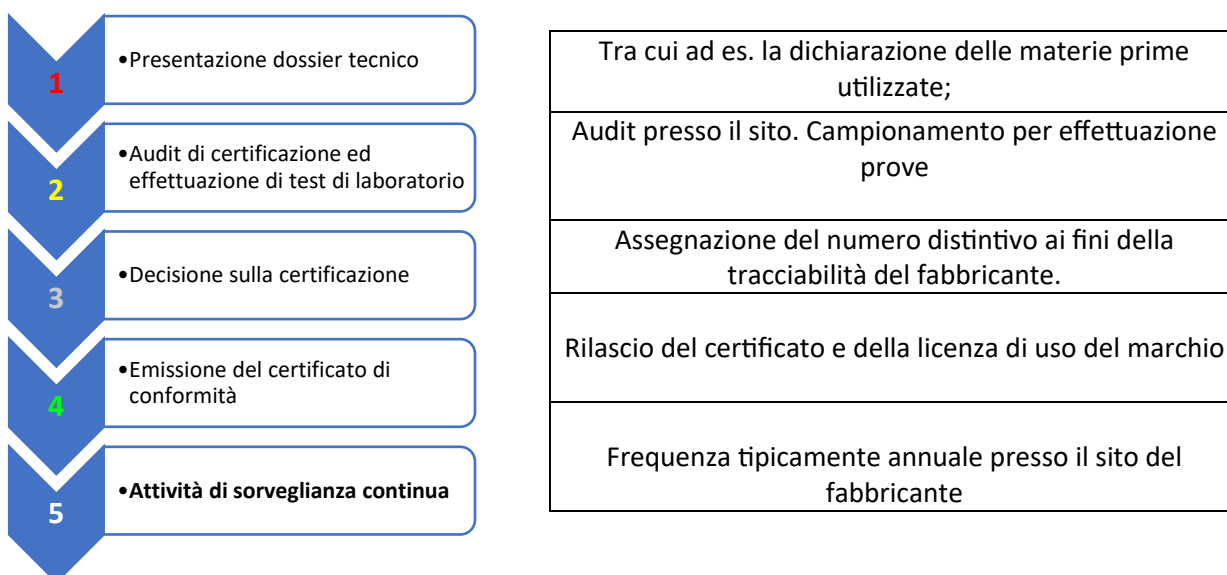 1
•Presentazione dossier tecnico
Tra cui ad es. la dichiarazione delle materie prime
utilizzate;
2
•Audit di certificazione ed
effettuazione di test di laboratorio
Audit presso il sito. Campionamento per effettuazione
prove
3
•Decisione sulla certificazione
Assegnazione del numero distintivo ai fini della
tracciabilità del fabbricante.
4
•Emissione del certificato di
conformità
Rilascio del certificato e della licenza di uso del marchio
5
•Attività di sorveglianza continua
Frequenza tipicamente annuale presso il sito del
fabbricante